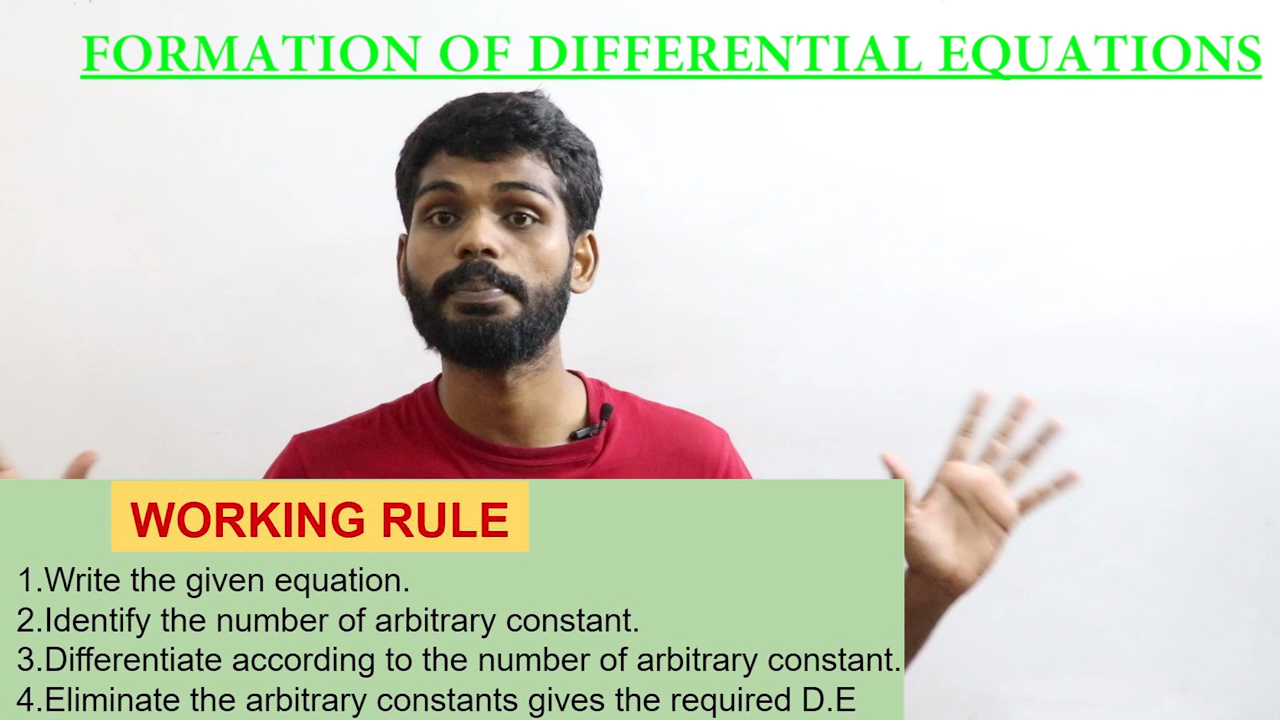 FORMATION OF DIFFERENTIAL EQUATIONS
WORKING RULE
1.Write the given equation.
2.Identify the number of arbitrary constant.
3.Differentiate according to the number of arbitrary constant.
4.Eliminate the arbitrary constants gives the required D.E